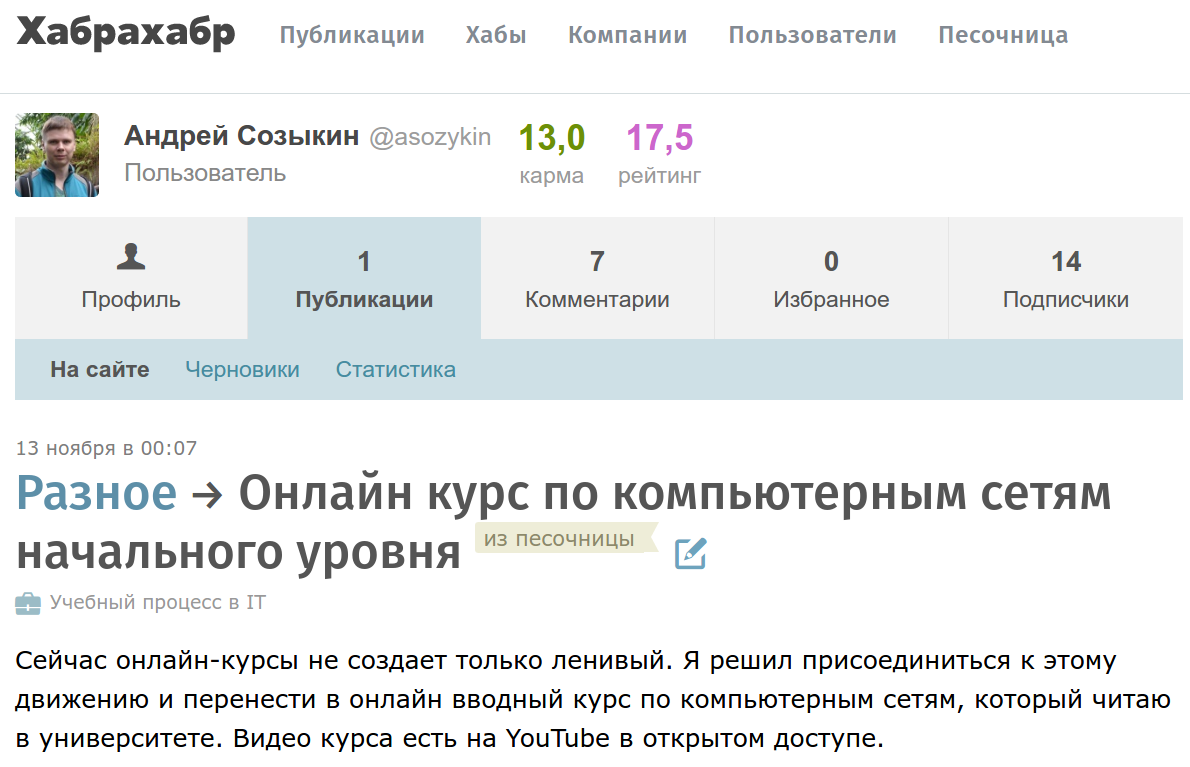 Хабрахабр Публикации Хабы Компании Пользователи Песочница
Андрей Созыкин @asozykin 13,0 17,5
Пользователь карма рейтинг
1 7 0 14
Профиль Публикации Комментарии Избранное Подписчики
На сайте Черновики Статистика
13 ноября в 00:07
Разное → Онлайн курс по компьютерным сетям
начального уровня из песочницы
Учебный процесс в IT
Сейчас онлайн-курсы не создает только ленивый. Я решил присоединиться к этому
движению и перенести в онлайн вводный курс по компьютерным сетям, который читаю
в университете. Видео курса есть на YouTube в открытом доступе.